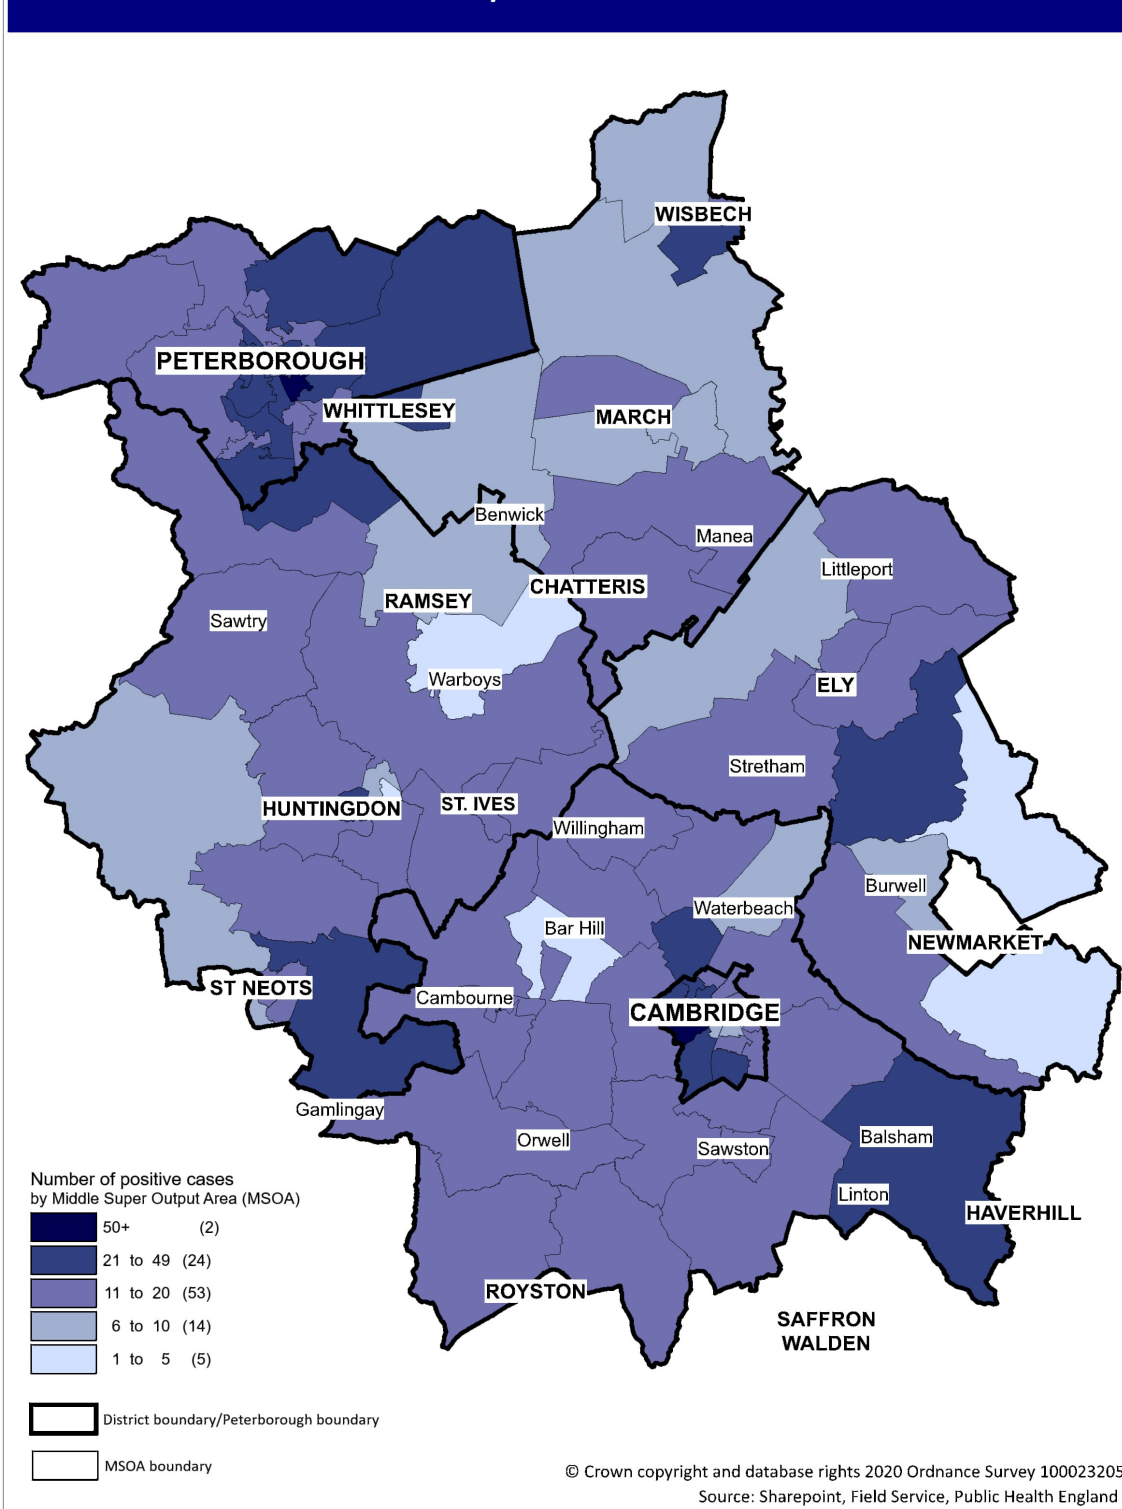 WISBECH
PETERBOROUGH
WHITTLESEY
MARCH
Benwick
Manea
Littleport
CHATTERIS
RAMSEY
Sawtry
Warboys
ELY
Stretham
HUNTINGDON
ST. IVES
Willingham
Burwell
Waterbeach
Bar Hill
NEWMARKET
ST NEOTS
Cambourne
CAMBRIDGE
Gamlingay
Orwell
Sawston
Balsham
Linton
HAVERHILL
ROYSTON
SAFFRON
WALDEN
Number of positive cases
by Middle Super Output Area (MSOA)
50+ (2)
21 to 49 (24)
11 to 20 (53)
6 to 10 (14)
1 to 5 (5)
District boundary/Peterborough boundary
MSOA boundary
© Crown copyright and database rights 2020 Ordnance Survey 100023205
Source: Sharepoint, Field Service, Public Health England